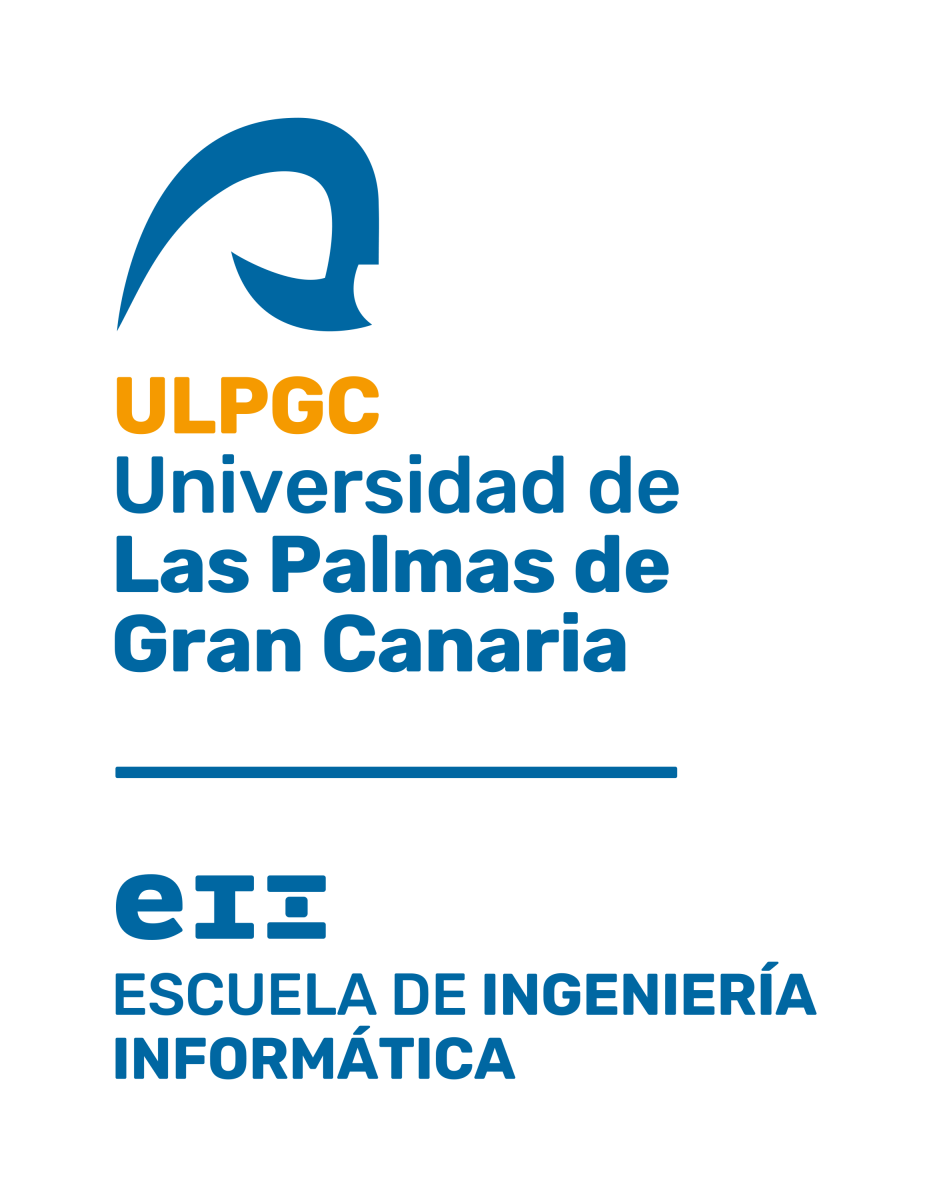 ULPGC
Universidad de
Las Palmas de
Gran Canaria
eii
ESCUELA DE INGENIERÍA
INFORMÁTICA